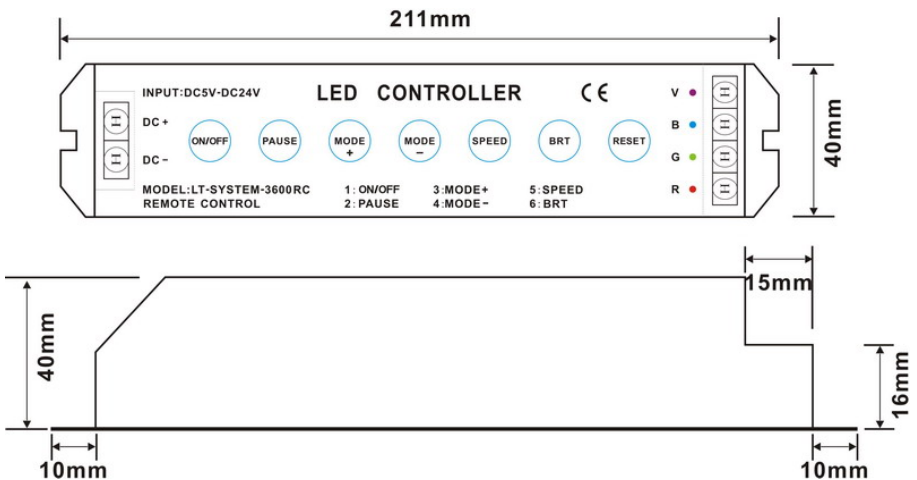 211mm
INPUT:DC5V-DC24V LED CONTROLLER CE V
DC + B
ON/OFF PAUSE MODE + MODE - SPEED BRT RESET
DC - G
MODEL:LT-SYSTEM-3600RC 1: ON/OFF 3:MODE+ 5:SPEED R
REMOTE CONTROL 2:PAUSE 4:MODE- 6:BRT
40mm
15mm
40mm
16mm
10mm 10mm